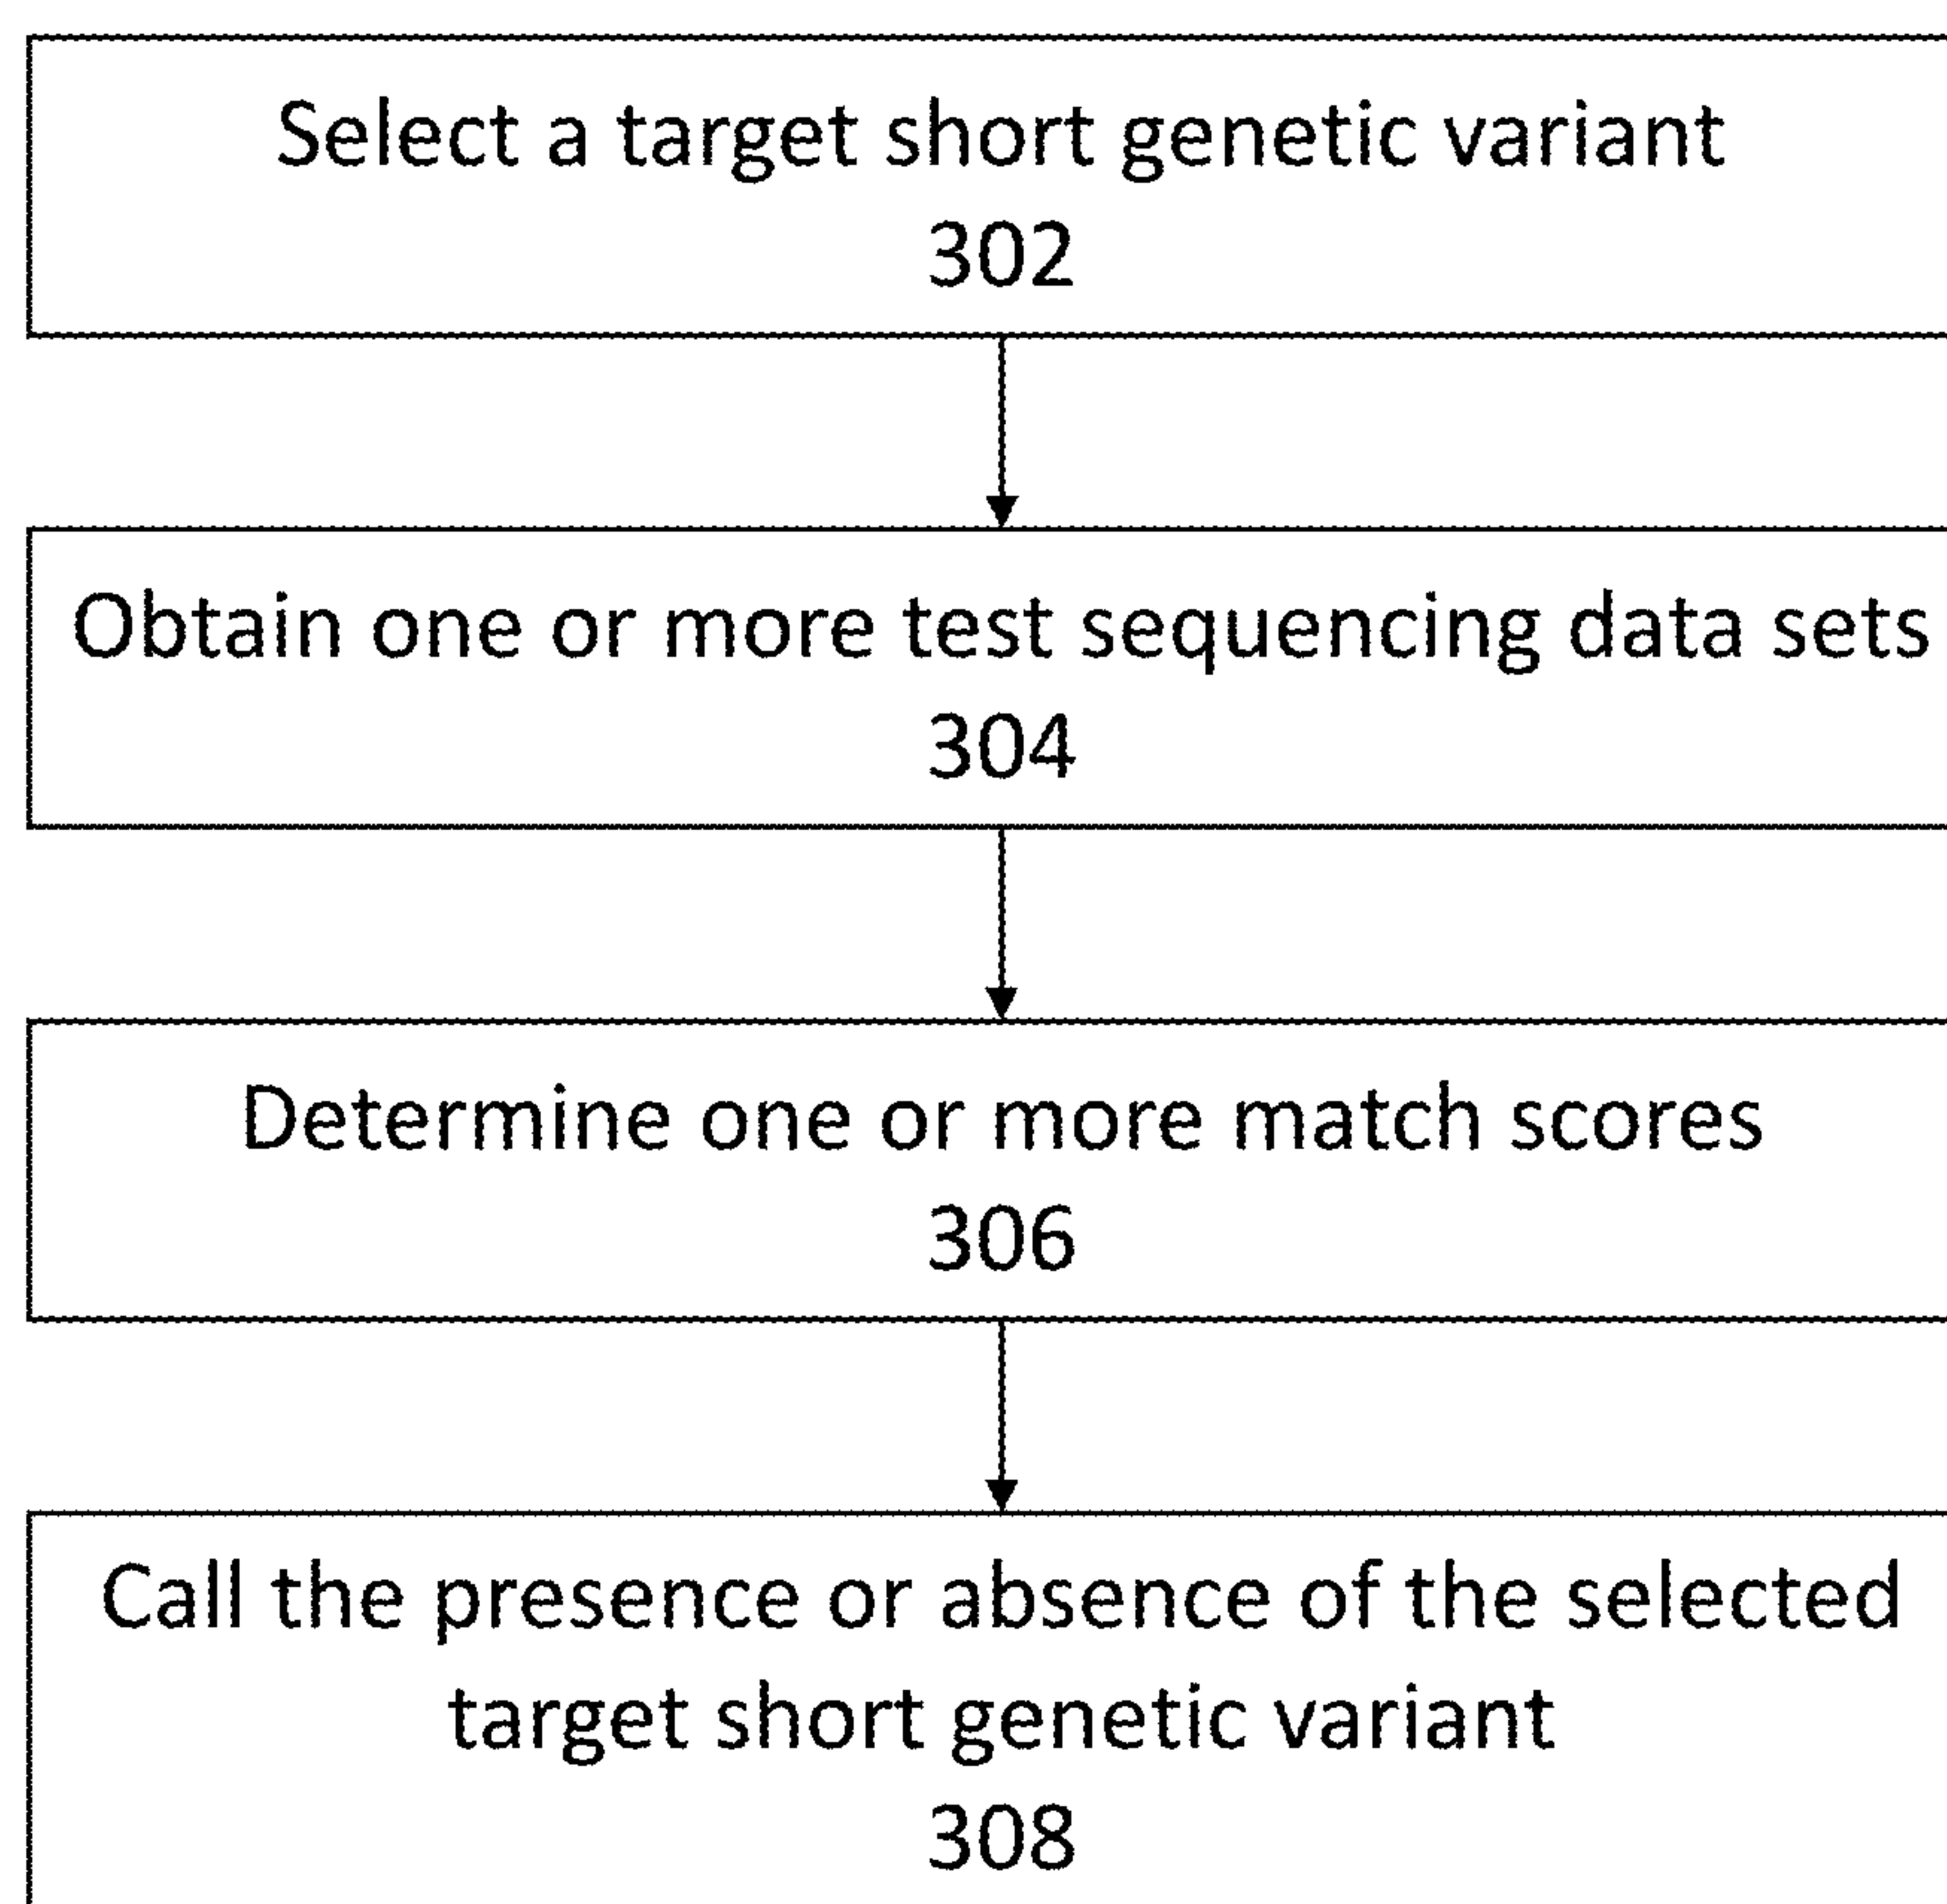 Select a target short genetic variant
302
Obtain one or more test sequencing data sets
304
Determine one or more match scores
306
Call the presence or absence of the selected
target short genetic variant
308